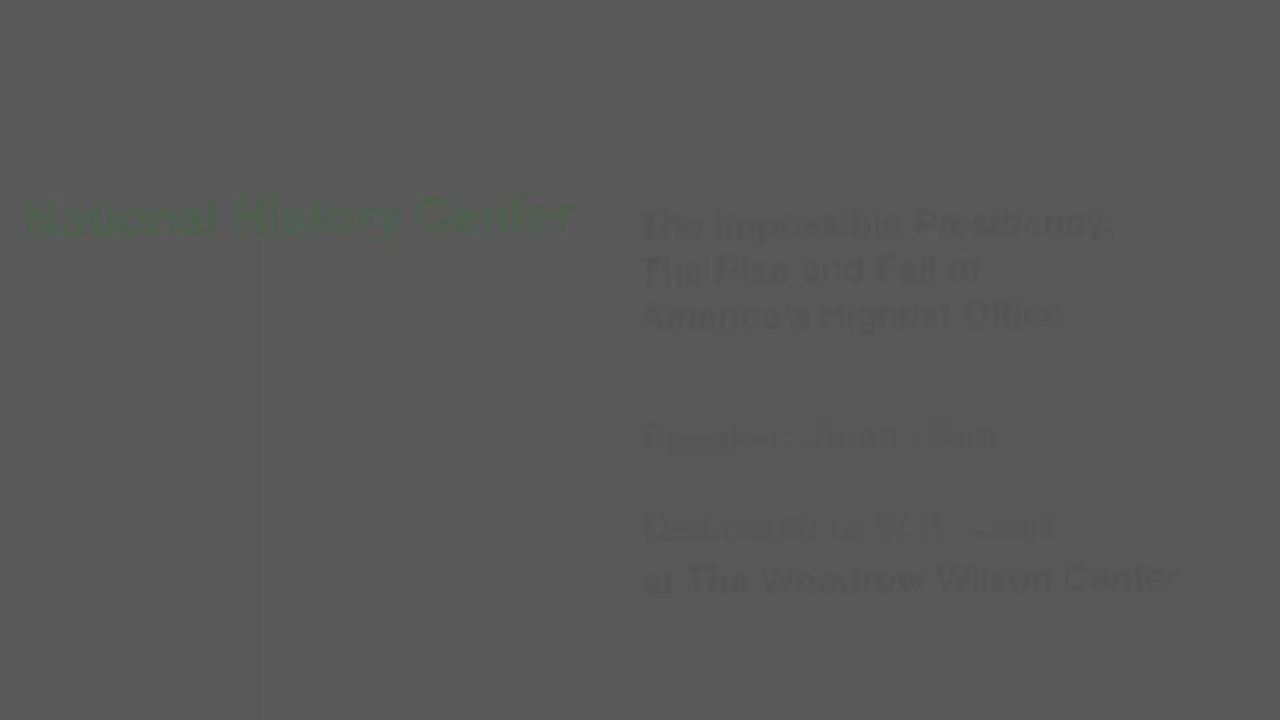 National History Center
The Impossible Presidency:
The Rise and Fall of
America's Highest Office
Dedicated to W.R. Louis
at The Woodrow Wilson Center